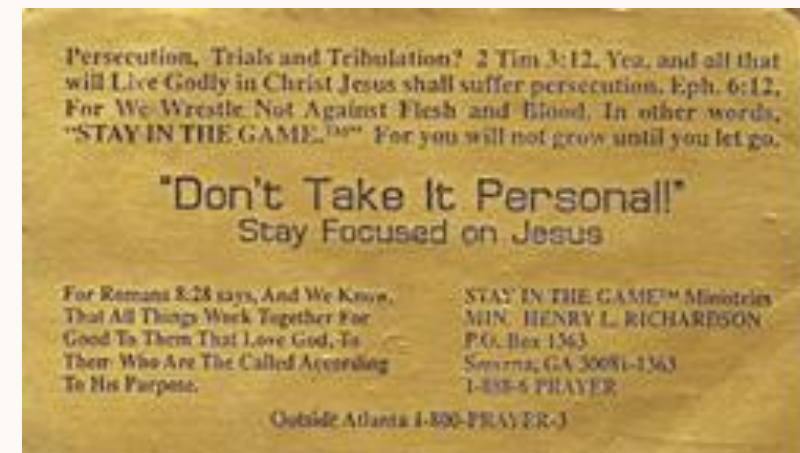 Persecution, Trials and Tribulation? 2 Tim 3:12, Yea, and all that
will Live Godly in Christ Jesus shall suffer persecution. Eph. 6:12,
For We Wrestle Not Against Flesh and Blood. In other words,
"STAY IN THE GAME.™" For you will not grow until you let go.
"Don't Take It Personal!"
Stay Focused on Jesus
For Romans 8:28 says, And We Know,
That All Things Work Together For
Good To Them That Love God, To
Them Who Are The Called According
To His Purpose.
STAY IN THE GAME™ Ministries
MIN. HENRY L. RICHARDSON
P.O. Box 1363
Smyrna, GA 30081-1363
1-888-6 PRAYER
Outside Atlanta 1-800-PRAYER-3